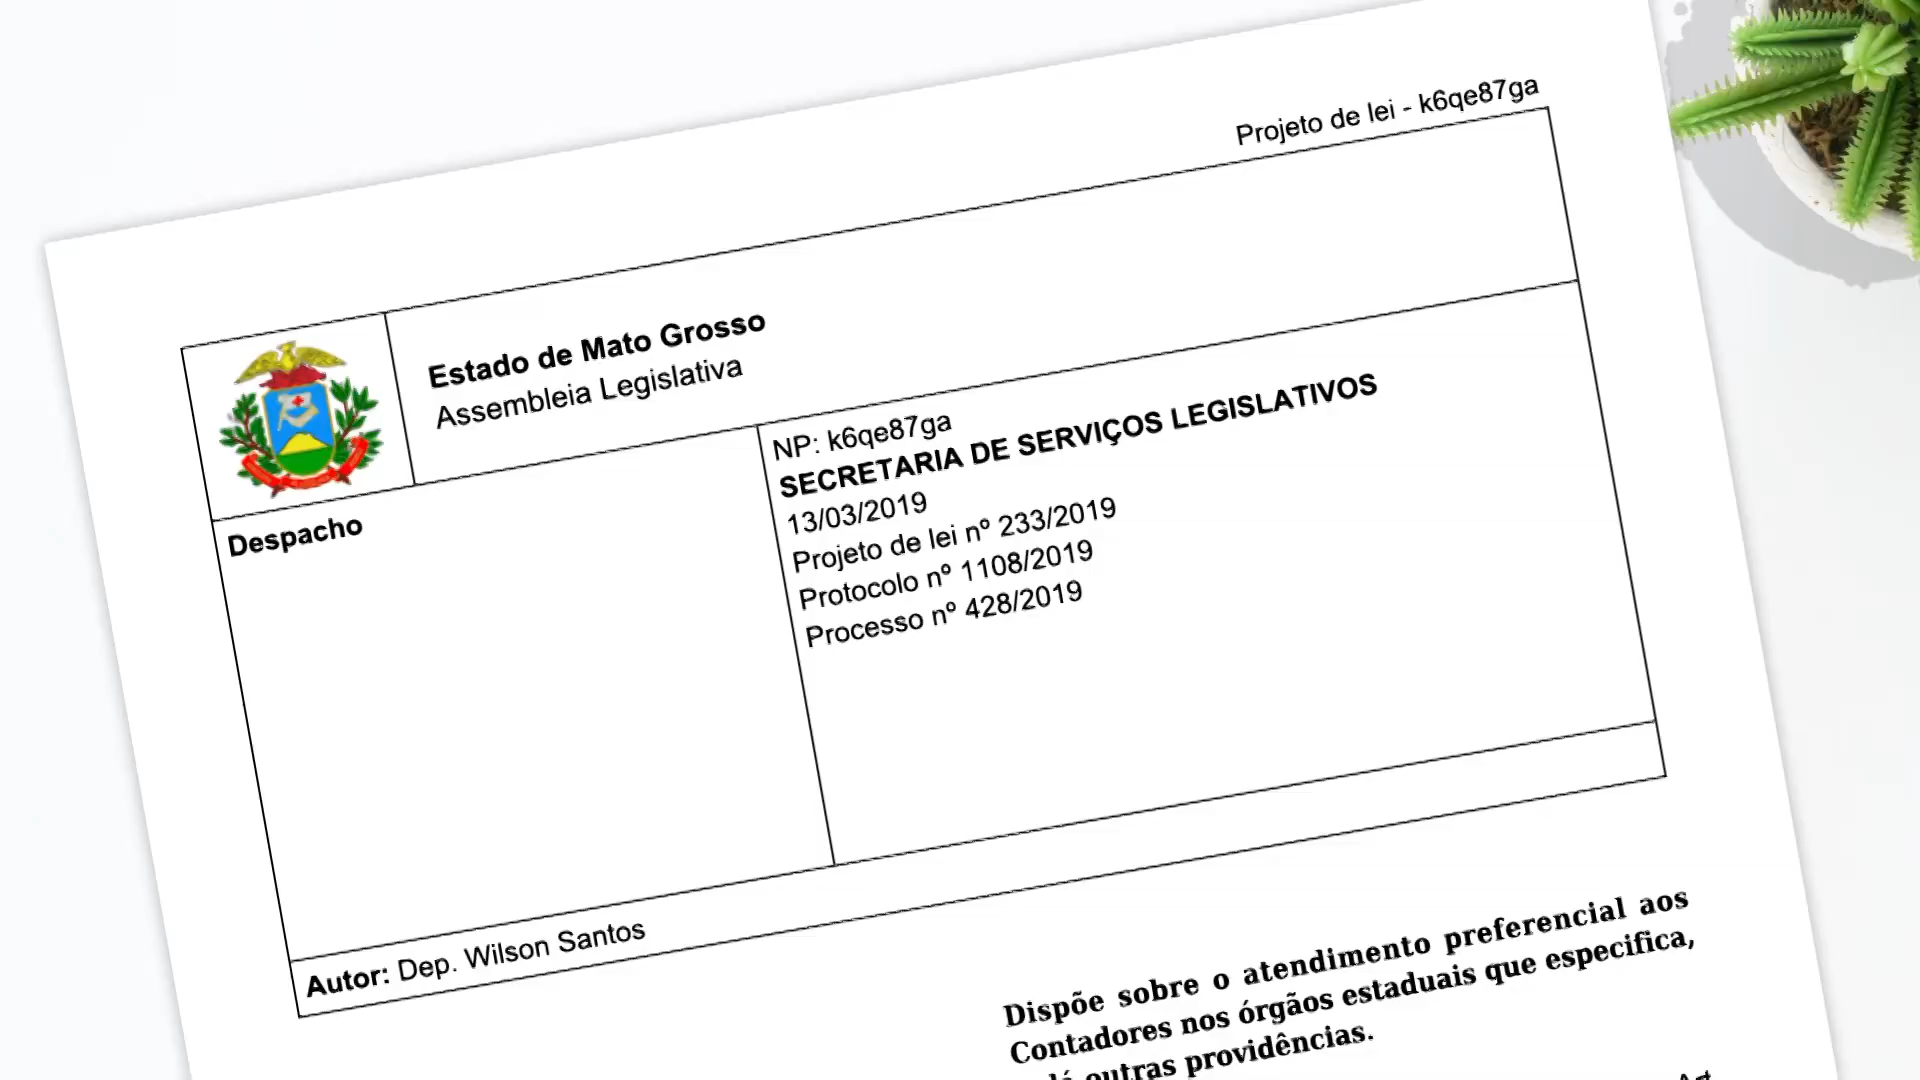 Projeto de lei - k6qe87ga
Estado de Mato Grosso
Assembleia Legislativa
Despacho
NP: k6qe87ga
SECRETARIA DE SERVIÇOS LEGISLATIVOS
13/03/2019
Projeto de lei nº 233/2019
Protocolo nº 1108/2019
Processo nº 428/2019
Autor: Dep. Wilson Santos
Dispõe sobre o atendimento preferencial aos
Contadores nos órgãos estaduais que especifica,
outras providências.